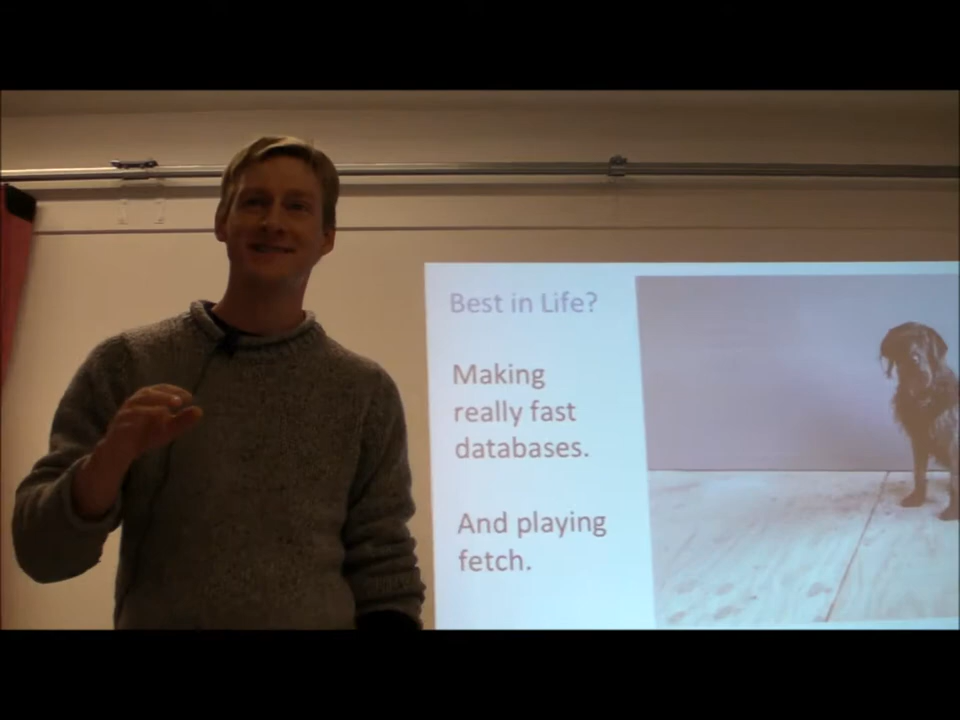 Best in Life?
Making
really fast
databases.
And playing
fetch.